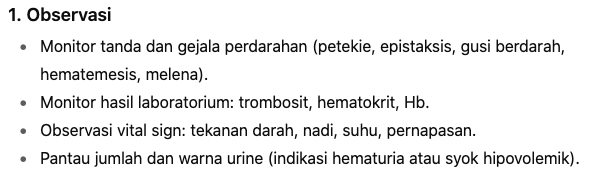 1. Observasi
• Monitor tanda dan gejala perdarahan (petekie, epistaksis, gusi berdarah,
hematemesis, melena).
• Monitor hasil laboratorium: trombosit, hematokrit, Hb.
• Observasi vital sign: tekanan darah, nadi, suhu, pernapasan.
• Pantau jumlah dan warna urine (indikasi hematuria atau syok hipovolemik).